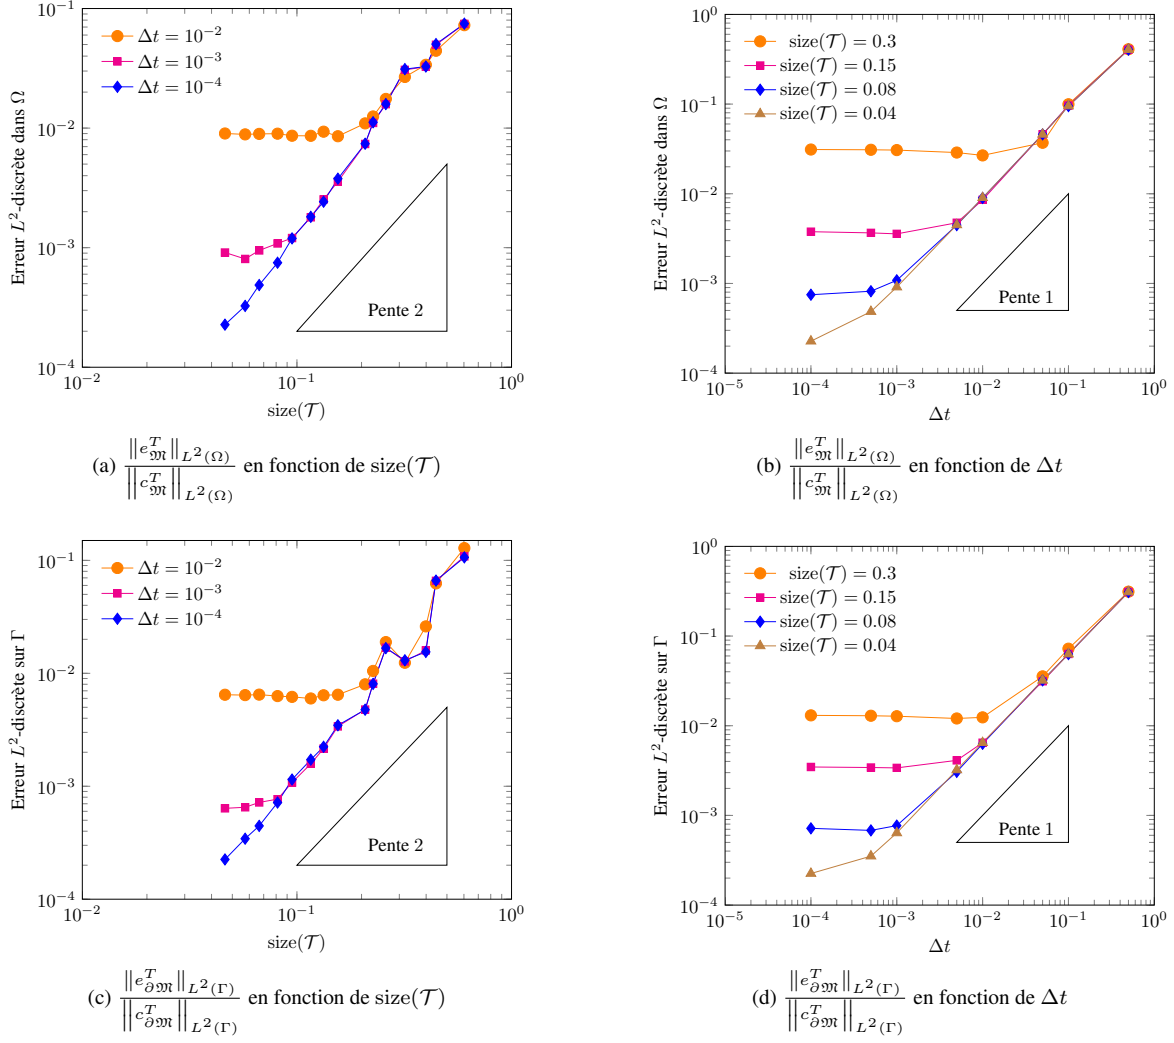 10^{-1}
10^{-2}
10^{-3}
10^{-4}
Erreur L^2-discrète dans Ω
Δt = 10^{-2}
Δt = 10^{-3}
Δt = 10^{-4}
Pente 2
10^{-2} 10^{-1} 10^0
size(𝒯)
(a) ‖e_𝔐^T‖_{L^2(Ω)} / ‖c_𝔐^T‖_{L^2(Ω)} en fonction de size(𝒯)
10^0
10^{-1}
10^{-2}
10^{-3}
10^{-4}
Erreur L^2-discrète dans Ω
size(𝒯) = 0.3
size(𝒯) = 0.15
size(𝒯) = 0.08
size(𝒯) = 0.04
Pente 1
10^{-5} 10^{-4} 10^{-3} 10^{-2} 10^{-1} 10^0
Δt
(b) ‖e_𝔐^T‖_{L^2(Ω)} / ‖c_𝔐^T‖_{L^2(Ω)} en fonction de Δt
10^{-1}
10^{-2}
10^{-3}
10^{-4}
Erreur L^2-discrète sur Γ
Δt = 10^{-2}
Δt = 10^{-3}
Δt = 10^{-4}
Pente 2
10^{-2} 10^{-1} 10^0
size(𝒯)
(c) ‖e_{∂𝔐}^T‖_{L^2(Γ)} / ‖c_{∂𝔐}^T‖_{L^2(Γ)} en fonction de size(𝒯)
10^0
10^{-1}
10^{-2}
10^{-3}
10^{-4}
Erreur L^2-discrète sur Γ
size(𝒯) = 0.3
size(𝒯) = 0.15
size(𝒯) = 0.08
size(𝒯) = 0.04
Pente 1
10^{-5} 10^{-4} 10^{-3} 10^{-2} 10^{-1} 10^0
Δt
(d) ‖e_{∂𝔐}^T‖_{L^2(Γ)} / ‖c_{∂𝔐}^T‖_{L^2(Γ)} en fonction de Δt